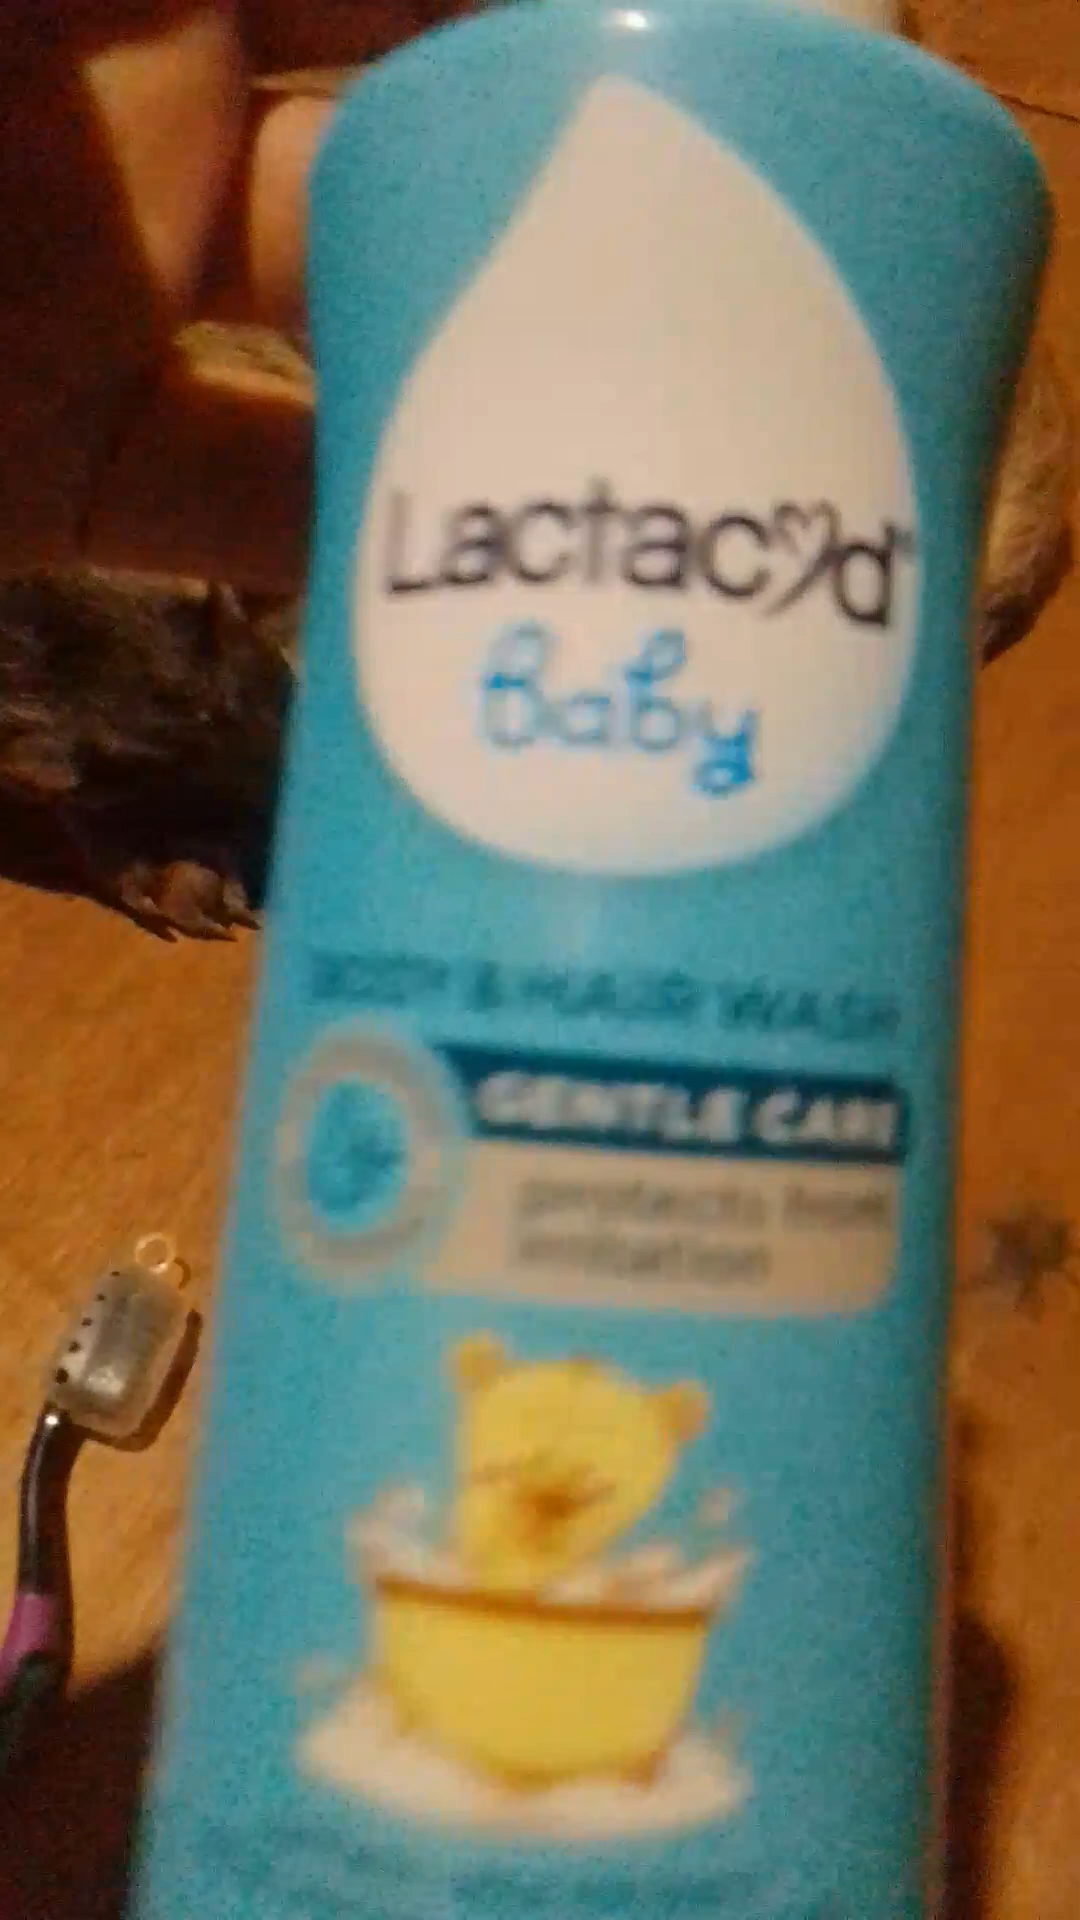 Lactacyd
Baby
BODY & HAIR WASH
GENTLE CARE
protects from
irritation